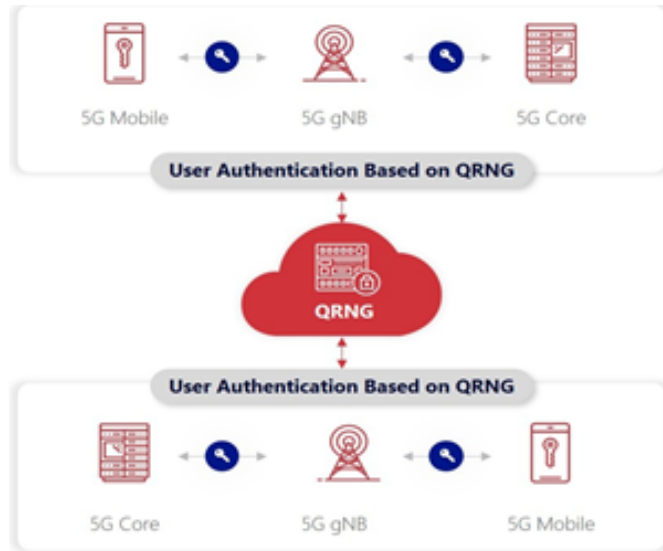 5G Mobile
5G gNB
5G Core
User Authentication Based on QRNG
QRNG
User Authentication Based on QRNG
5G Core
5G gNB
5G Mobile